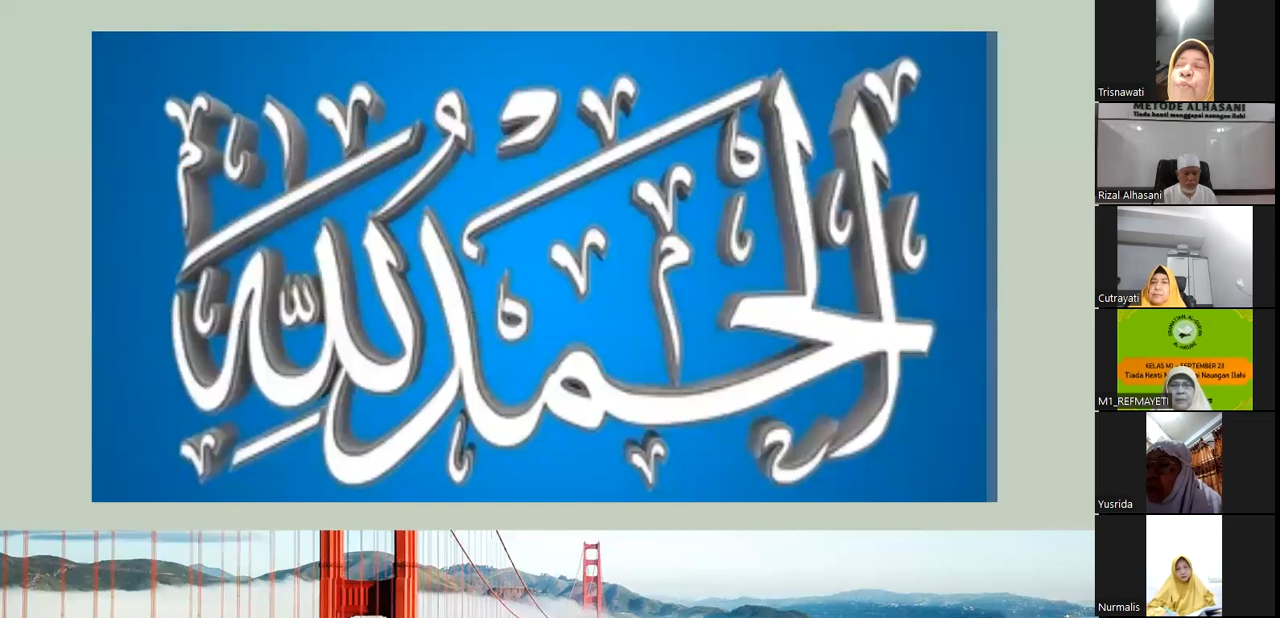 الحمد لله
Trisnawati
METODE ALHASANI
Tiada henti menggapai naungan Ilahi
Rizal Alhasani
Cutrayati
KELAS M1 - SEPTEMBER 23
Tiada Henti
Naungan Ilahi
M1_REFMAYETI
Yusrida
Nurmalis